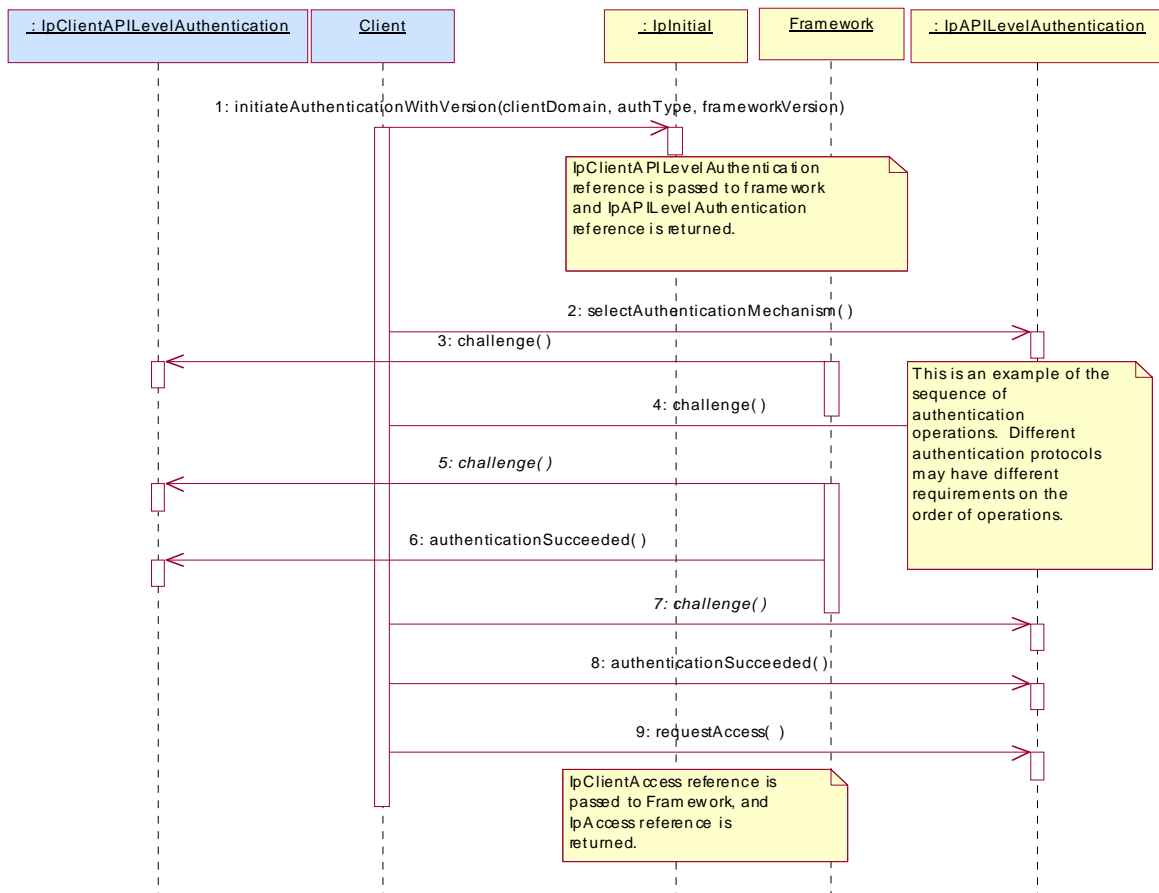 : IpClientAPILevelAuthentication
Client
: IpInitial
Framework
: IpAPILevelAuthentication
1: initiateAuthenticationWithVersion(clientDomain, authType, frameworkVersion)
IpClientAPILevelAuthentication
reference is passed to framework
and IpAPILevelAuthentication
reference is returned.
2: selectAuthenticationMechanism( )
3: challenge( )
This is an example of the
sequence of
authentication
operations. Different
authentication protocols
may have different
requirements on the
order of operations.
4: challenge( )
5: challenge( )
6: authenticationSucceeded( )
7: challenge( )
8: authenticationSucceeded( )
9: requestAccess( )
IpClientAccess reference is
passed to Framework, and
IpAccess reference is
returned.